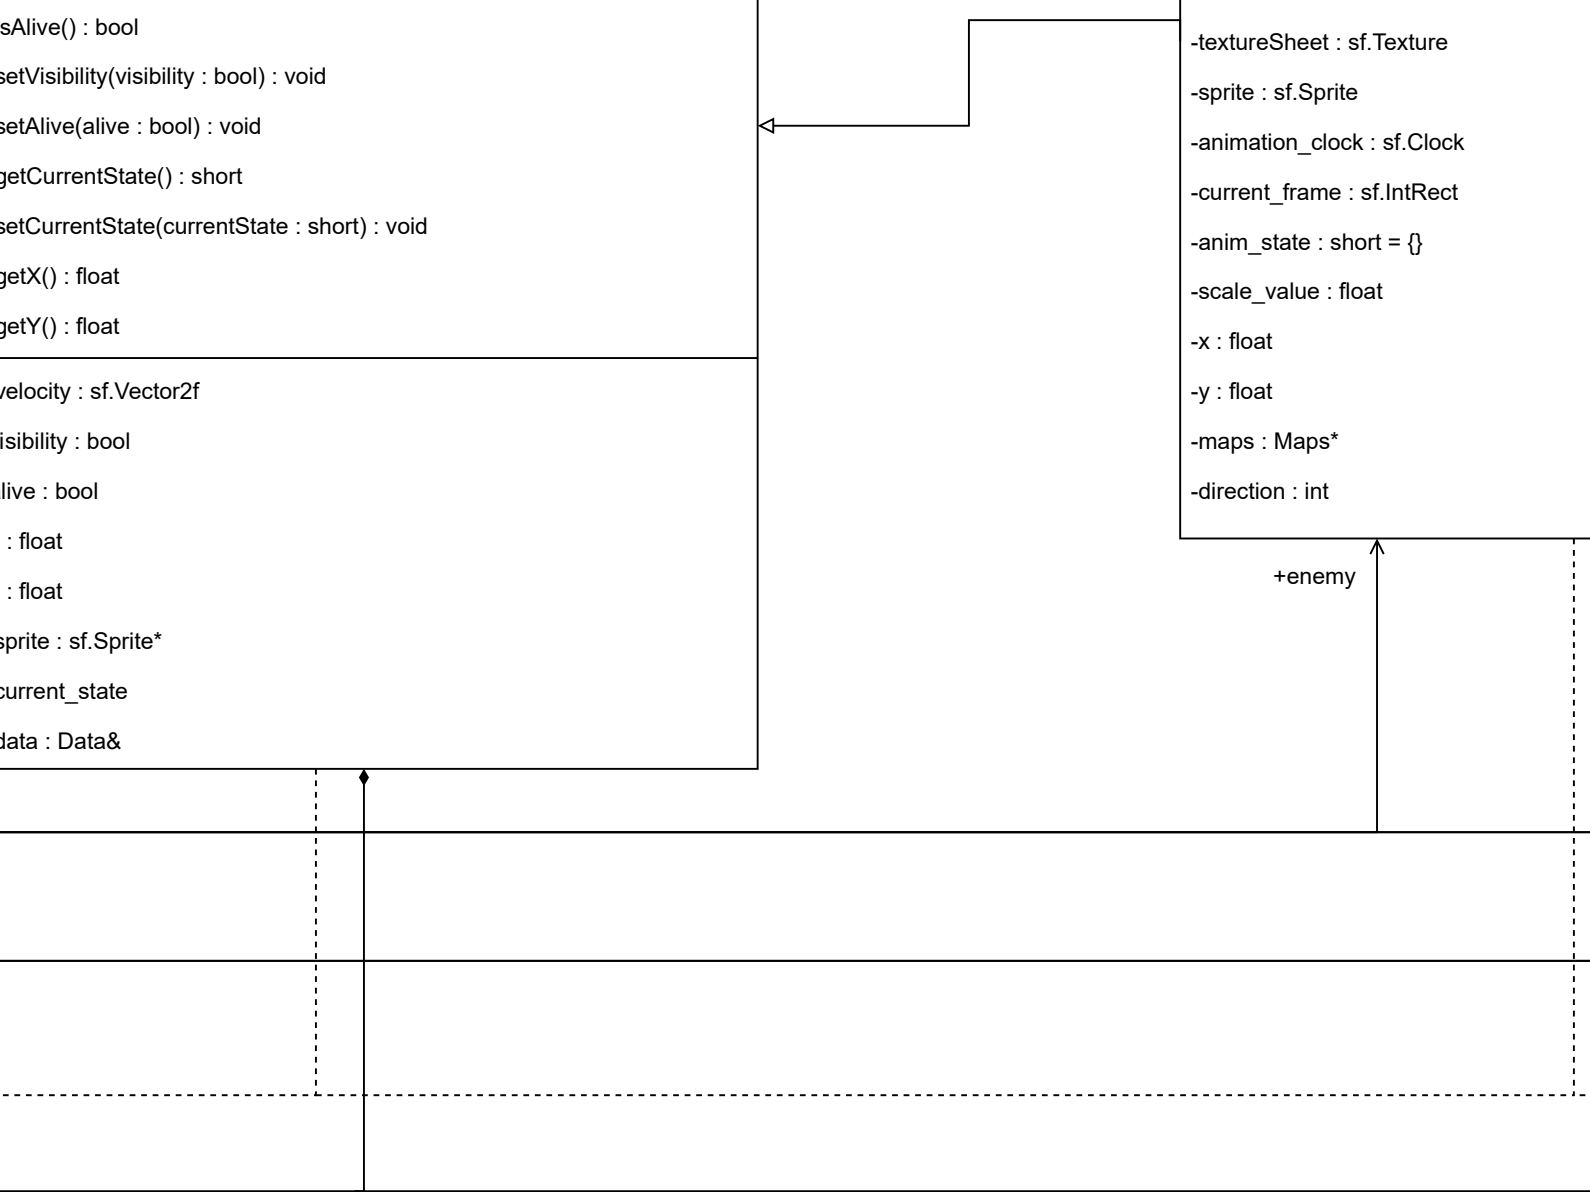 sAlive() : bool
setVisibility(visibility : bool) : void
setAlive(alive : bool) : void
getCurrentState() : short
setCurrentState(currentState : short) : void
getX() : float
getY() : float
velocity : sf.Vector2f
isibility : bool
live : bool
: float
: float
sprite : sf.Sprite*
current_state
data : Data&
-textureSheet : sf.Texture
-sprite : sf.Sprite
-animation_clock : sf.Clock
-current_frame : sf.IntRect
-anim_state : short = {}
-scale_value : float
-x : float
-y : float
-maps : Maps*
-direction : int
+enemy